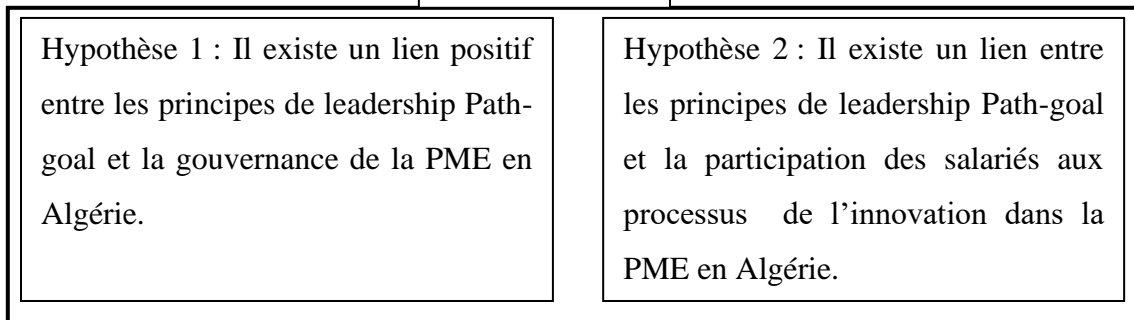 Hypothèse 1 : Il existe un lien positif
entre les principes de leadership Path-
goal et la gouvernance de la PME en
Algérie.
Hypothèse 2 : Il existe un lien entre
les principes de leadership Path-goal
et la participation des salariés aux
processus de l’innovation dans la
PME en Algérie.